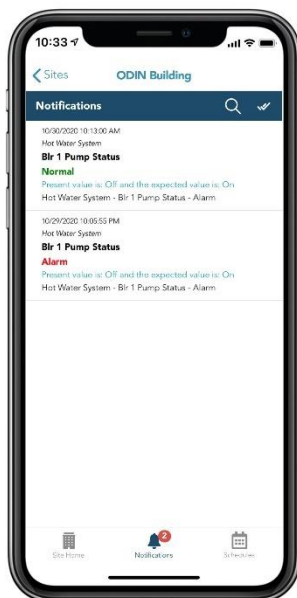 10:33
Sites ODIN Building
Notifications
10/30/2020 10:13:00 AM
Hot Water System
Blr 1 Pump Status
Normal
Present value is: Off and the expected value is: On
Hot Water System - Blr 1 Pump Status - Alarm
10/29/2020 10:05:55 PM
Hot Water System
Blr 1 Pump Status
Alarm
Present value is: Off and the expected value is: On
Hot Water System - Blr 1 Pump Status - Alarm
2
Site Home Notifications Schedules